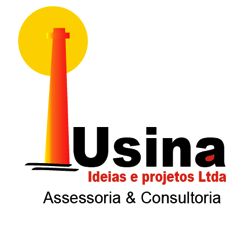 Usina
Ideias e projetos Ltda
Assessoria & Consultoria